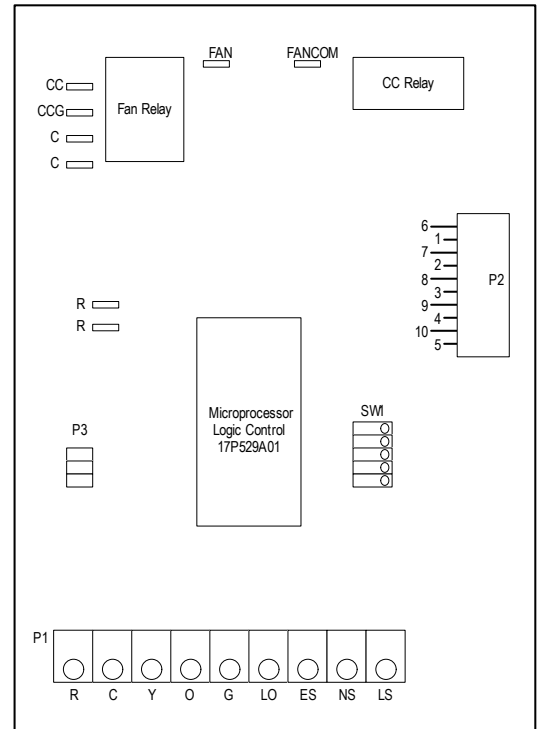 FAN
FANCOM
CC
CCG
C
C
Fan Relay
CC Relay
6
1
7
2
8
3
9
4
10
5
P2
R
R
Microprocessor
Logic Control
17P529A01
P3
SW1
P1
R C Y O G LO ES NS LS